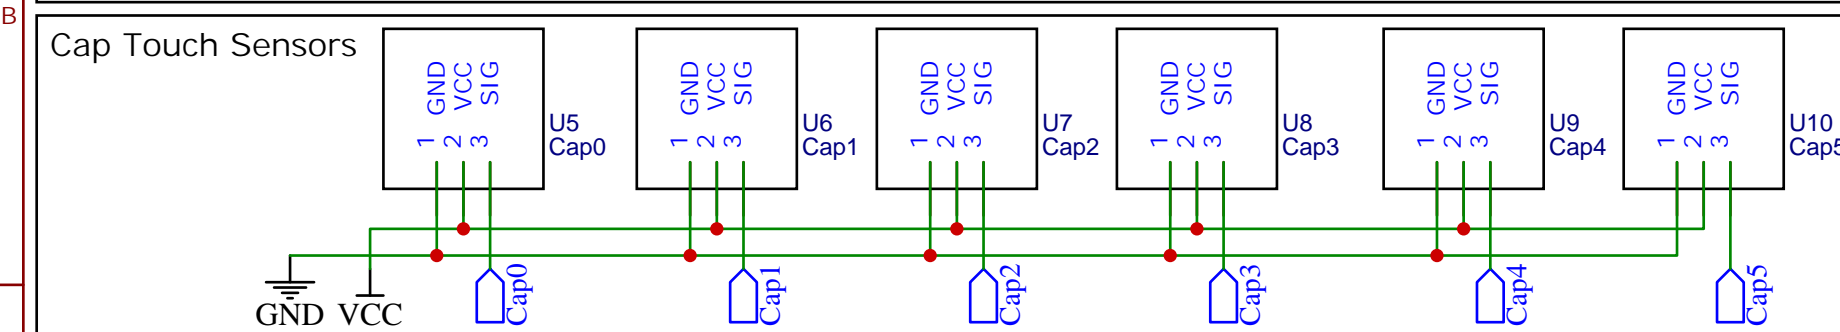 B
Cap Touch Sensors
GND VCC SIG
1 2 3
U5
Cap0
GND VCC SIG
1 2 3
U6
Cap1
GND VCC SIG
1 2 3
U7
Cap2
GND VCC SIG
1 2 3
U8
Cap3
GND VCC SIG
1 2 3
U9
Cap4
GND VCC SIG
1 2 3
U10
Cap5
GND VCC
Cap0
Cap1
Cap2
Cap3
Cap4
Cap5